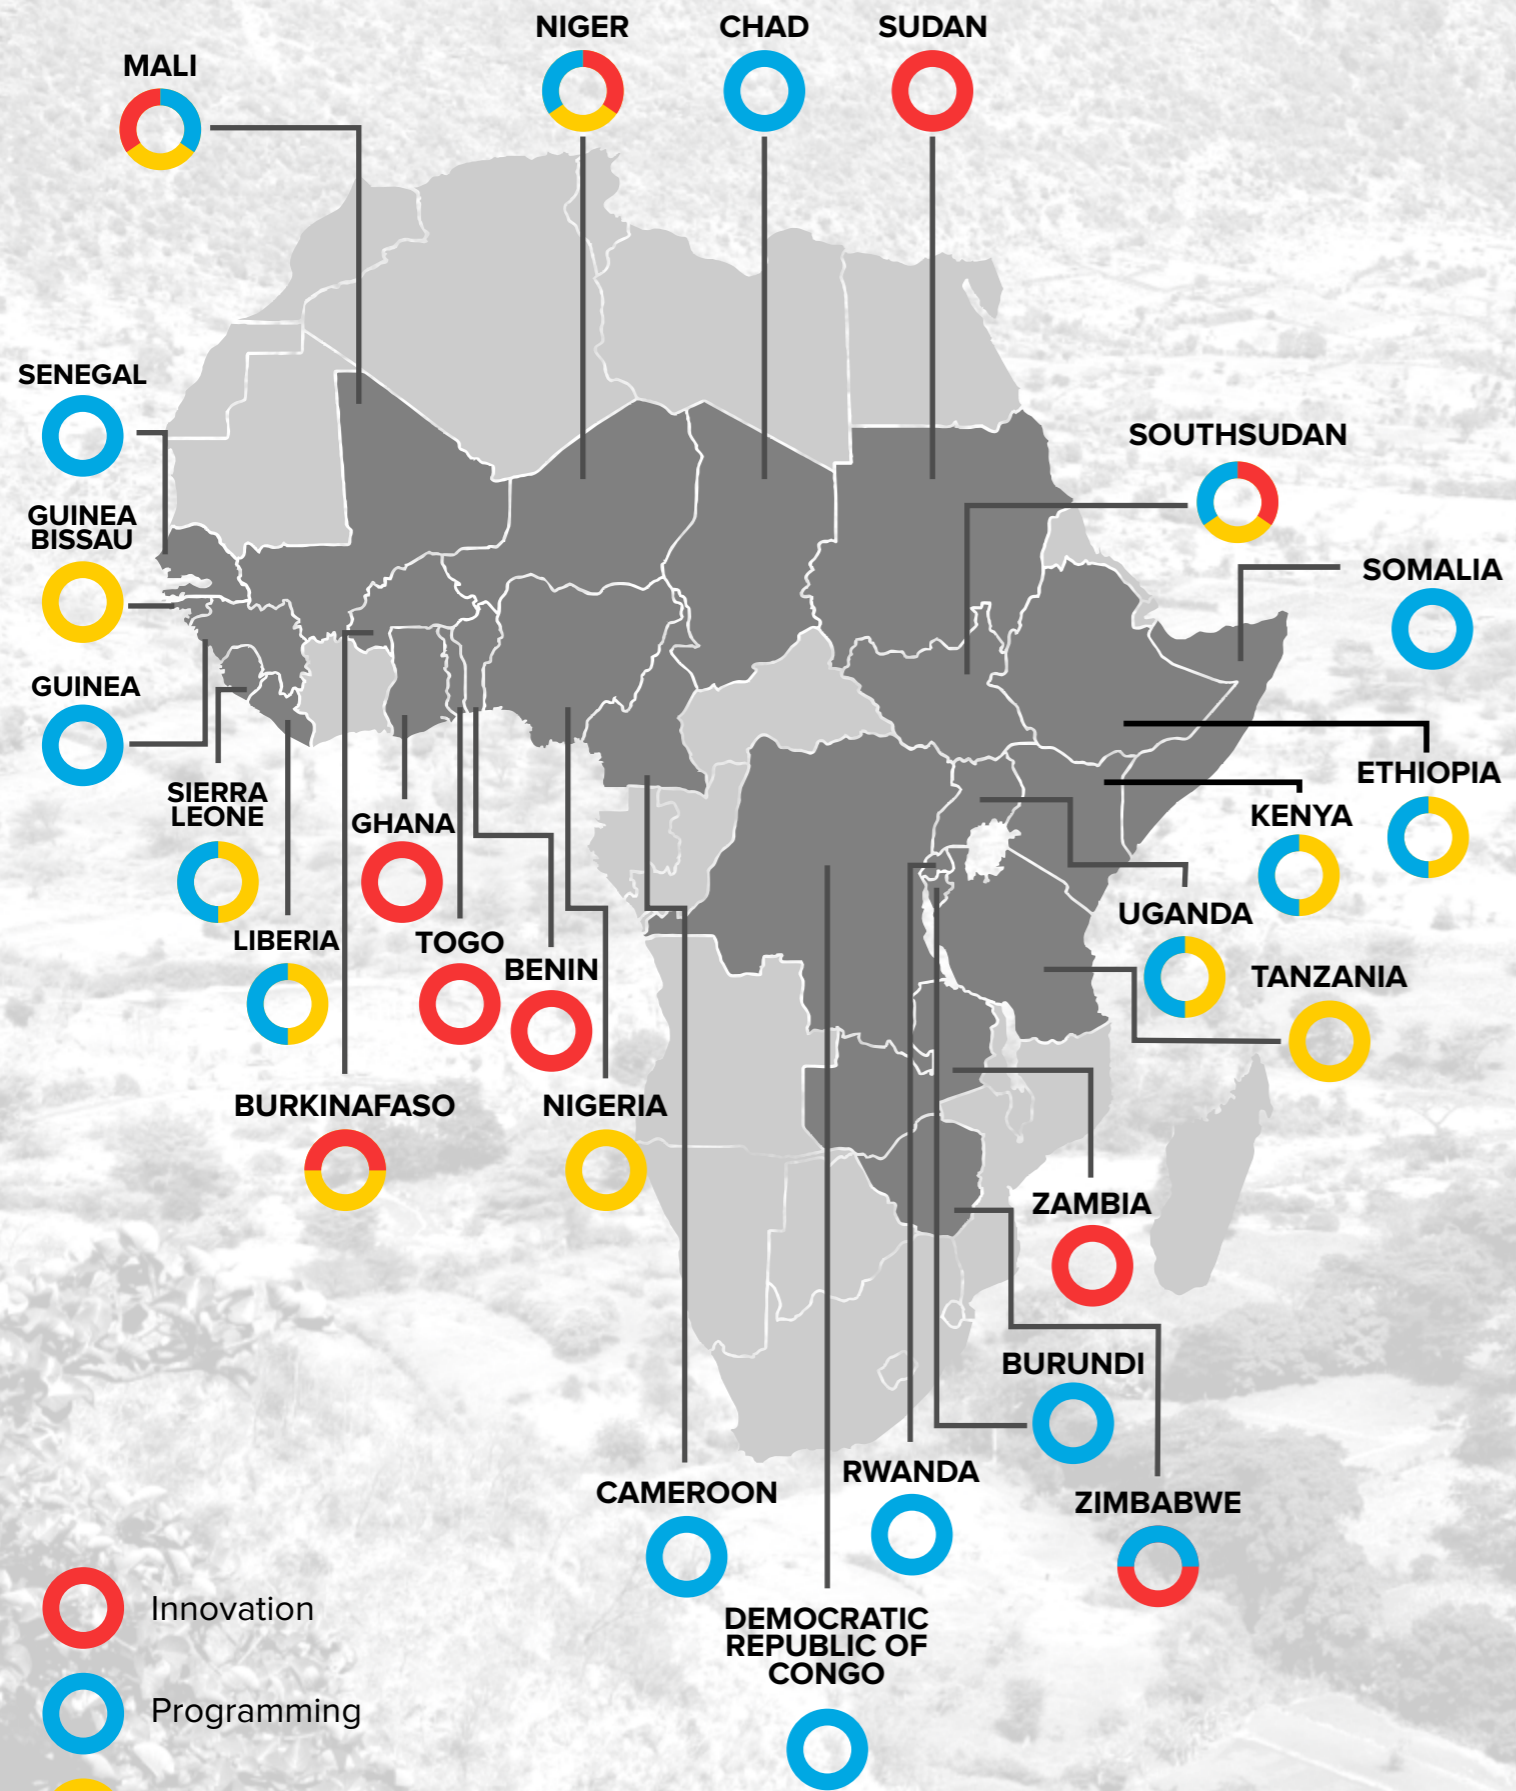 NIGER
CHAD
SUDAN
MALI
SENEGAL
SOUTHSUDAN
GUINEA
BISSAU
SOMALIA
GUINEA
ETHIOPIA
SIERRA
LEONE
GHANA
KENYA
UGANDA
LIBERIA
TOGO
BENIN
TANZANIA
BURKINAFASO
NIGERIA
ZAMBIA
BURUNDI
RWANDA
CAMEROON
ZIMBABWE
DEMOCRATIC
REPUBLIC OF
CONGO
Innovation
Programming